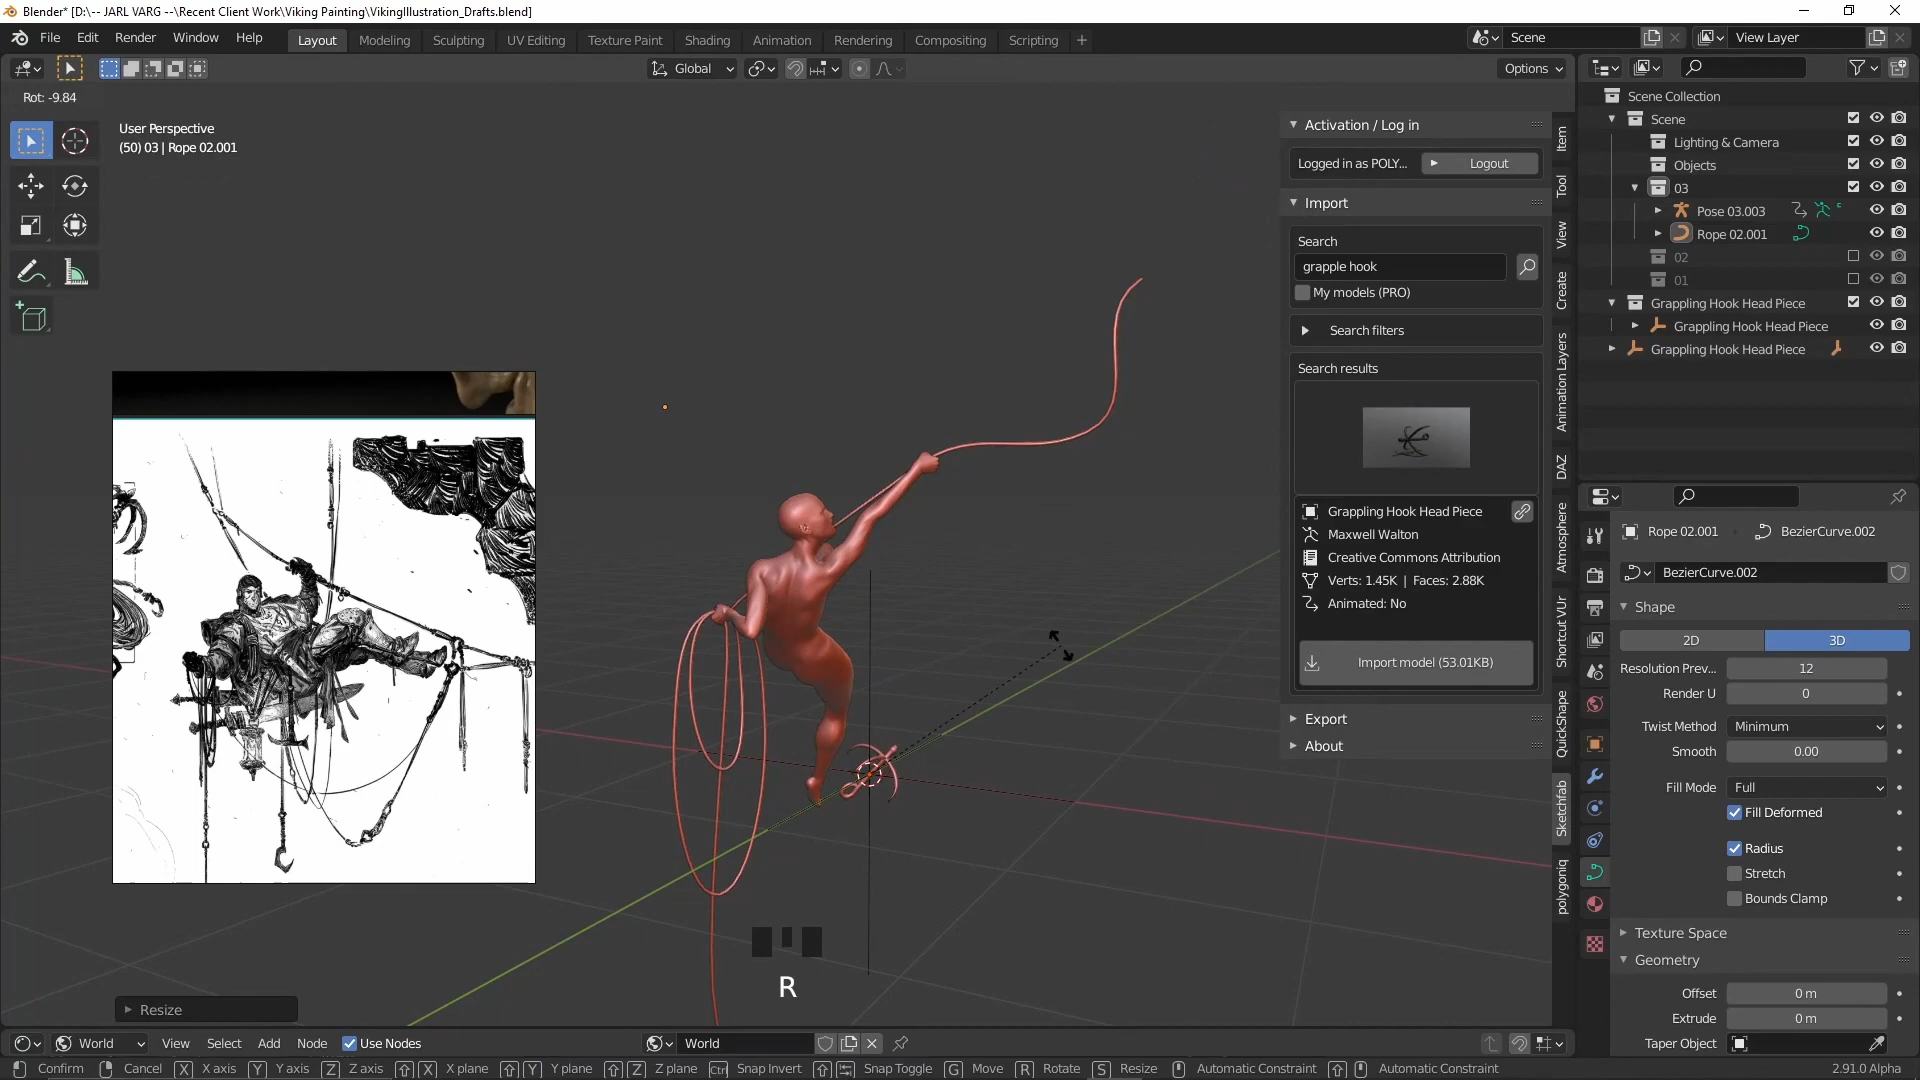 Blender* [D:\-- JARL VARG --\Recent Client Work\Viking Painting\VikingIllustration_Drafts.blend]
File Edit Render Window Help Layout Modeling Sculpting UV Editing Texture Paint Shading Animation Rendering Compositing Scripting + Scene View Layer
Global Options
Rot: -9.84
User Perspective
(50) 03 | Rope 02.001
Activation / Log in
Logged in as POLY... Logout
Import
Search
grapple hook
My models (PRO)
Search filters
Search results
Grappling Hook Head Piece
Maxwell Walton
Creative Commons Attribution
Verts: 1.45K | Faces: 2.88K
Animated: No
Import model (53.01KB)
Export
About
Item
Tool
View
Create
Animation Layers
DAZ
Atmosphere
Shortcut VUr
QuickShape
Sketchfab
polygoniq
Scene Collection
Scene
Lighting & Camera
Objects
03
Pose 03.003
Rope 02.001
02
01
Grappling Hook Head Piece
Grappling Hook Head Piece
Grappling Hook Head Piece
Rope 02.001 BezierCurve.002
BezierCurve.002
Shape
2D 3D
Resolution Prev... 12
Render U 0
Twist Method Minimum
Smooth 0.00
Fill Mode Full
Fill Deformed
Radius
Stretch
Bounds Clamp
Texture Space
Geometry
Offset 0 m
Extrude 0 m
Taper Object
R
Resize
World View Select Add Node Use Nodes World
Confirm Cancel X X axis Y Y axis Z Z axis X X plane Y Y plane Z Z plane Ctrl Snap Invert Snap Toggle G Move R Rotate S Resize Automatic Constraint Automatic Constraint 2.91.0 Alpha